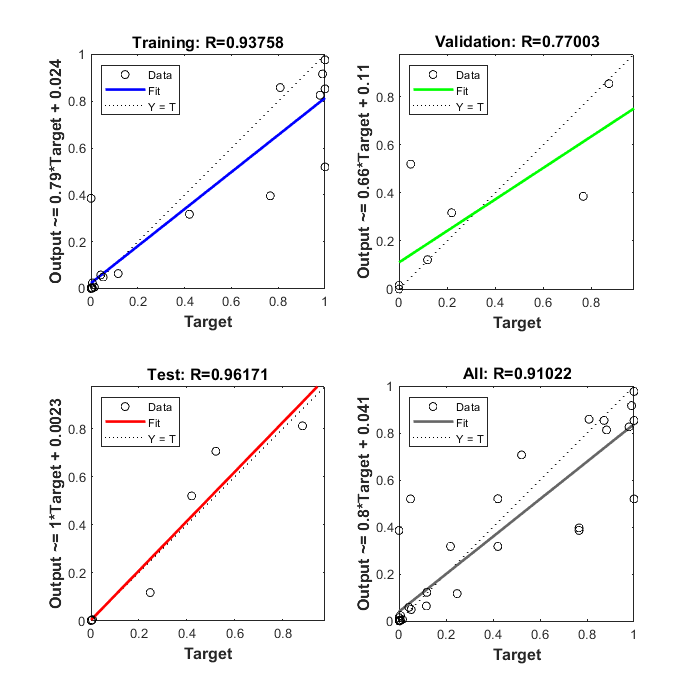 Training: R=0.93758
Output ~= 0.79*Target + 0.024
Data
Fit
Y = T
1
0.8
0.6
0.4
0.2
0
0 0.2 0.4 0.6 0.8 1
Target
Validation: R=0.77003
Output ~= 0.66*Target + 0.11
Data
Fit
Y = T
0.8
0.6
0.4
0.2
0
0 0.2 0.4 0.6 0.8
Target
Test: R=0.96171
Output ~= 1*Target + 0.0023
Data
Fit
Y = T
0.8
0.6
0.4
0.2
0
0 0.2 0.4 0.6 0.8
Target
All: R=0.91022
Output ~= 0.8*Target + 0.041
Data
Fit
Y = T
1
0.8
0.6
0.4
0.2
0
0 0.2 0.4 0.6 0.8 1
Target